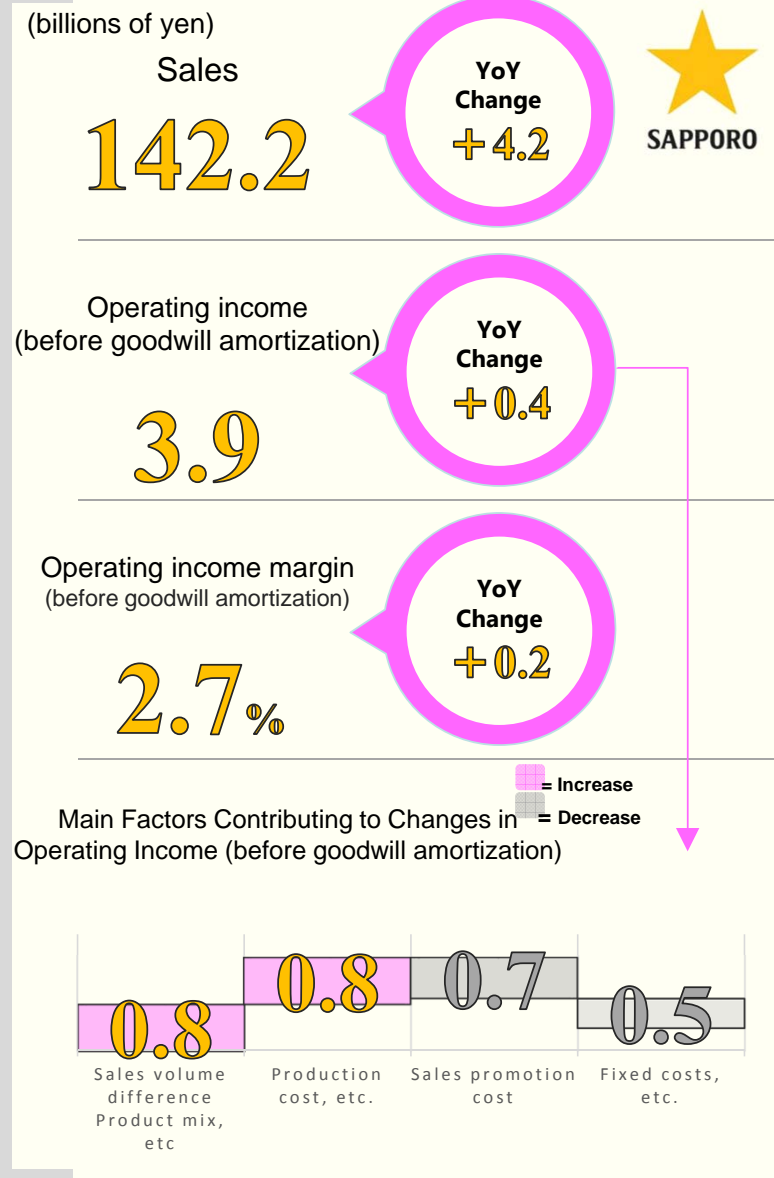 (billions of yen)
Sales
142.2
YoY
Change
+4.2
SAPPORO
Operating income
(before goodwill amortization)
3.9
YoY
Change
+0.4
Operating income margin
(before goodwill amortization)
2.7%
YoY
Change
+0.2
= Increase
= Decrease
Main Factors Contributing to Changes in
Operating Income (before goodwill amortization)
0.8
0.8
0.7
0.5
Sales volume
difference
Product mix,
etc
Production
cost, etc.
Sales promotion
cost
Fixed costs,
etc.